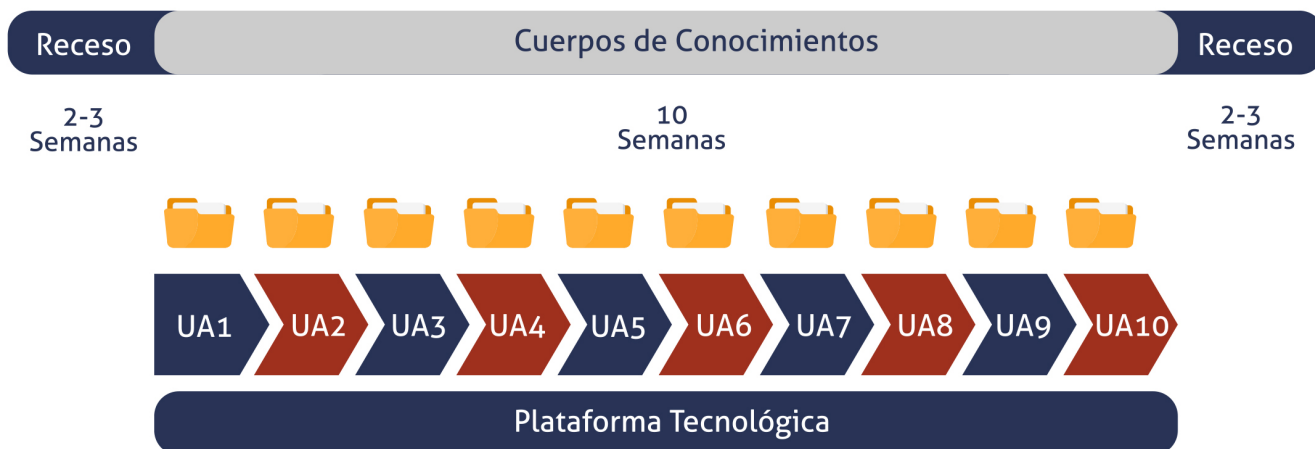 Receso
Cuerpos de Conocimientos
Receso
2-3
Semanas
10
Semanas
2-3
Semanas
UA1
UA2
UA3
UA4
UA5
UA6
UA7
UA8
UA9
UA10
Plataforma Tecnológica